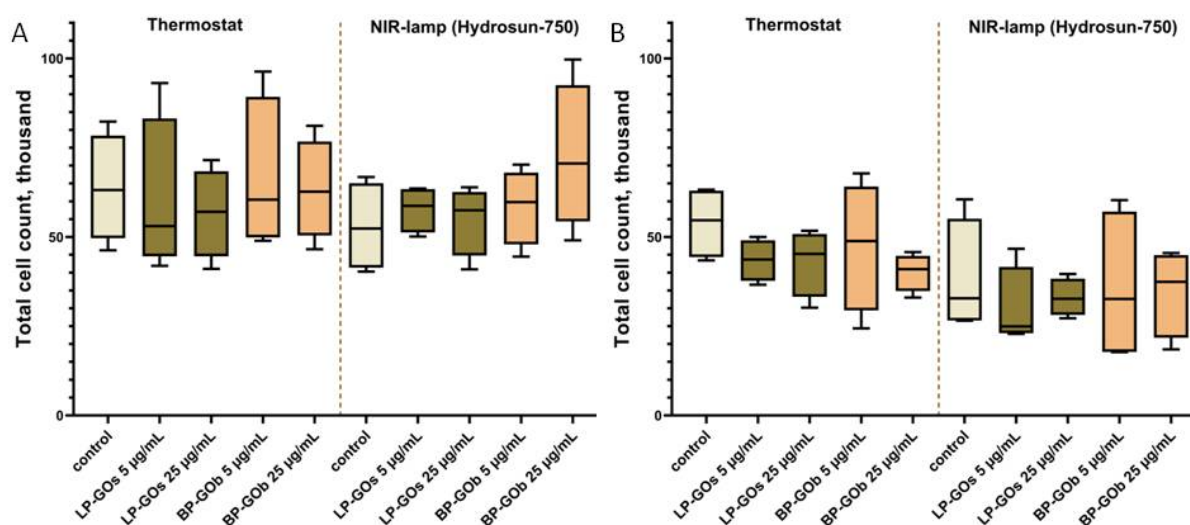 A
Thermostat
NIR-lamp (Hydrosun-750)
Total cell count, thousand
100
50
0
control
LP-GOs 5 µg/mL
LP-GOs 25 µg/mL
BP-GOb 5 µg/mL
BP-GOb 25 µg/mL
control
LP-GOs 5 µg/mL
LP-GOs 25 µg/mL
BP-GOb 5 µg/mL
BP-GOb 25 µg/mL
B
Thermostat
NIR-lamp (Hydrosun-750)
Total cell count, thousand
100
50
0
control
LP-GOs 5 µg/mL
LP-GOs 25 µg/mL
BP-GOb 5 µg/mL
BP-GOb 25 µg/mL
control
LP-GOs 5 µg/mL
LP-GOs 25 µg/mL
BP-GOb 5 µg/mL
BP-GOb 25 µg/mL